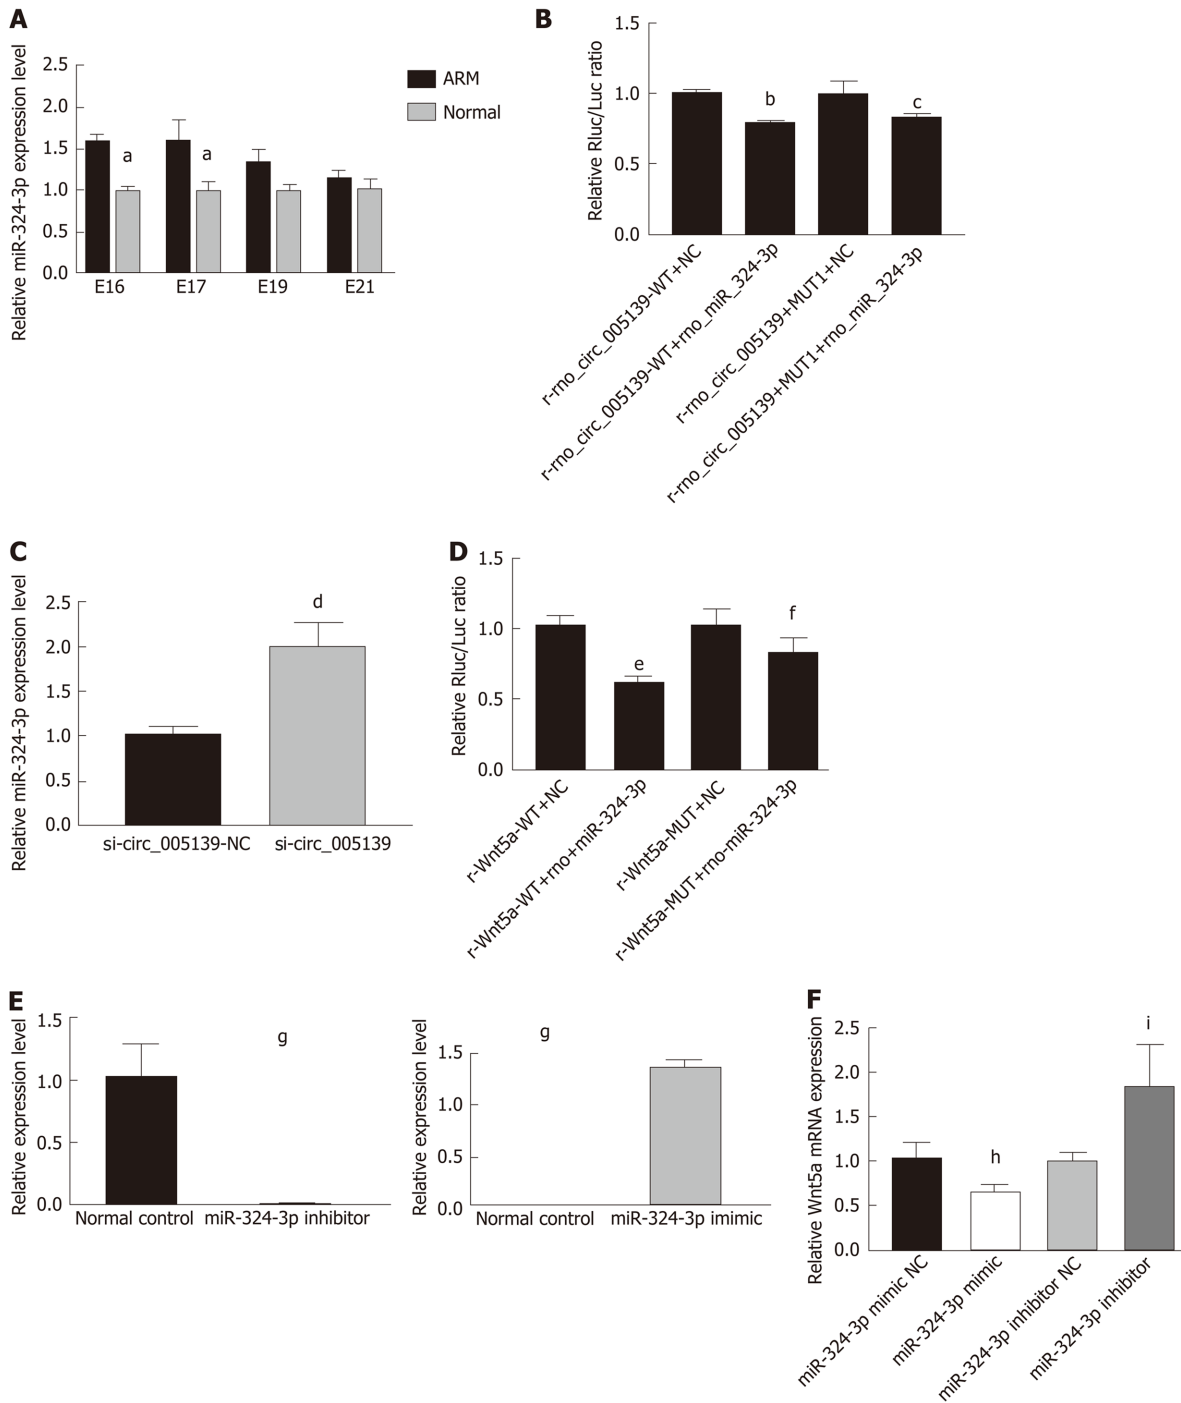 A
Relative miR-324-3p expression level
2.5
2.0
1.5
1.0
0.5
0.0
a
a
E16
E17
E19
E21
ARM
Normal
B
Relative Rluc/Luc ratio
1.5
1.0
0.5
0.0
b
c
r-rno_circ_005139-WT+NC
r-rno_circ_005139-WT+rno_miR_324-3p
r-rno_circ_005139+MUT1+NC
r-rno_circ_005139+MUT1+rno_miR_324-3p
C
Relative miR-324-3p expression level
2.5
2.0
1.5
1.0
0.5
0.0
d
si-circ_005139-NC
si-circ_005139
D
Relative Rluc/Luc ratio
1.5
1.0
0.5
0.0
e
f
r-Wnt5a-WT+NC
r-Wnt5a-WT+rno+miR-324-3p
r-Wnt5a-MUT+NC
r-Wnt5a-MUT+rno-miR-324-3p
E
Relative expression level
1.5
1.0
0.5
0.0
g
Normal control
miR-324-3p inhibitor
Relative expression level
1.5
1.0
0.5
0.0
g
Normal control
miR-324-3p imimic
F
Relative Wnt5a mRNA expression
2.5
2.0
1.5
1.0
0.5
0.0
h
i
miR-324-3p mimic NC
miR-324-3p mimic
miR-324-3p inhibitor NC
miR-324-3p inhibitor